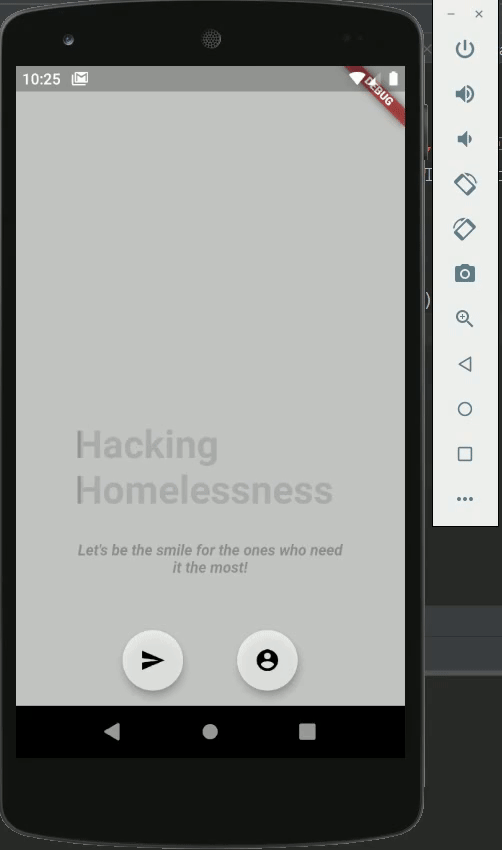 10:25
DEBUG
Hacking
Homelessness
Let's be the smile for the ones who need
it the most!